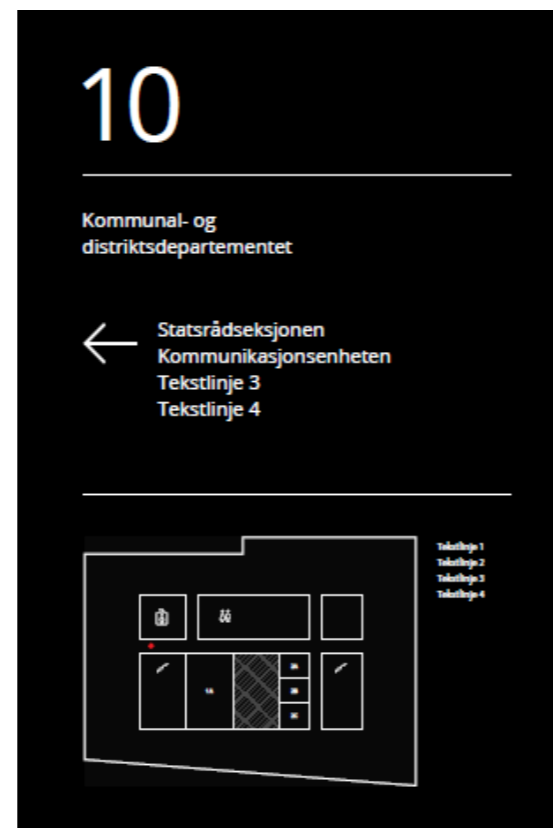 10
Kommunal- og
distriktsdepartementet
Statsrådseksjonen
Kommunikasjonsenheten
Tekstlinje 3
Tekstlinje 4
Tekstlinje 1
Tekstlinje 2
Tekstlinje 3
Tekstlinje 4